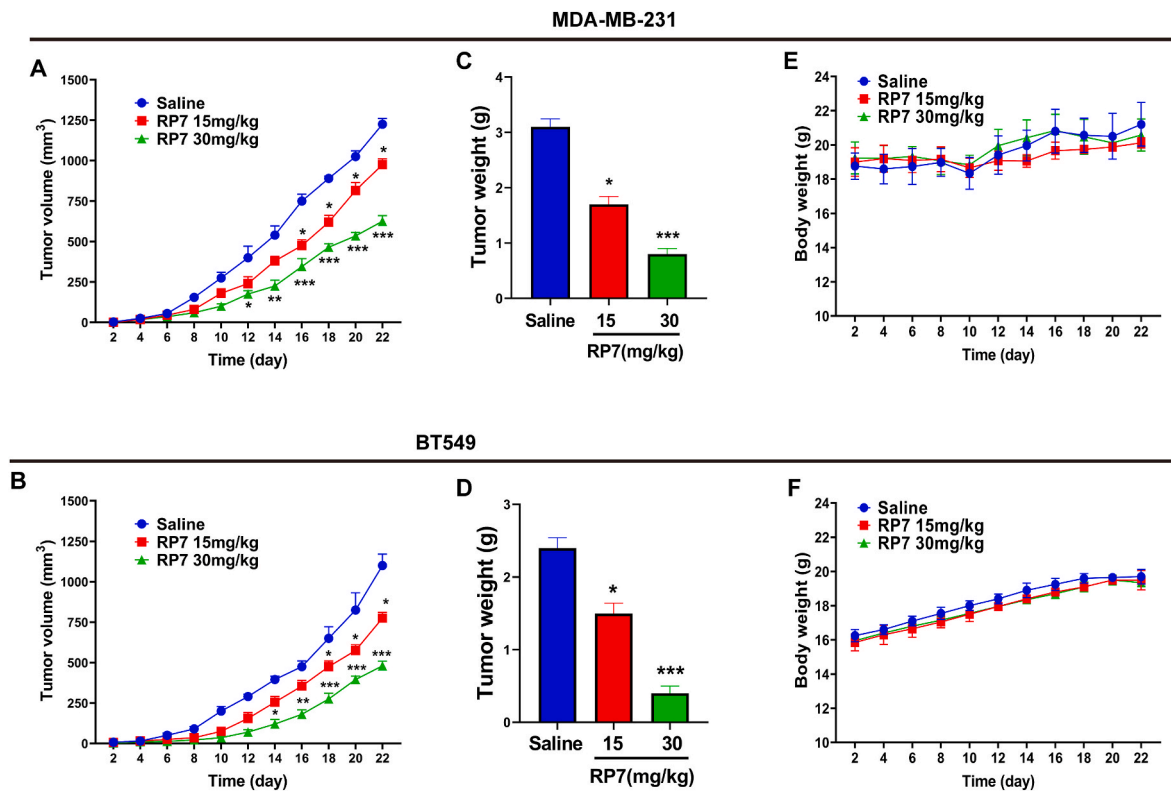 MDA-MB-231
A
Tumor volume (mm³)
1500
1250
1000
750
500
250
0
Saline
RP7 15mg/kg
RP7 30mg/kg
* * * *
* ** *** *** *** ***
2 4 6 8 10 12 14 16 18 20 22
Time (day)
C
Tumor weight (g)
4
3
2
1
0
*
***
Saline 15 30
RP7(mg/kg)
E
Body weight (g)
24
22
20
18
16
14
12
10
Saline
RP7 15mg/kg
RP7 30mg/kg
2 4 6 8 10 12 14 16 18 20 22
Time (day)
BT549
B
Tumor volume (mm³)
1500
1250
1000
750
500
250
0
Saline
RP7 15mg/kg
RP7 30mg/kg
* * *
* ** *** *** ***
2 4 6 8 10 12 14 16 18 20 22
Time (day)
D
Tumor weight (g)
3
2
1
0
*
***
Saline 15 30
RP7(mg/kg)
F
Body weight (g)
24
22
20
18
16
14
12
10
Saline
RP7 15mg/kg
RP7 30mg/kg
2 4 6 8 10 12 14 16 18 20 22
Time (day)